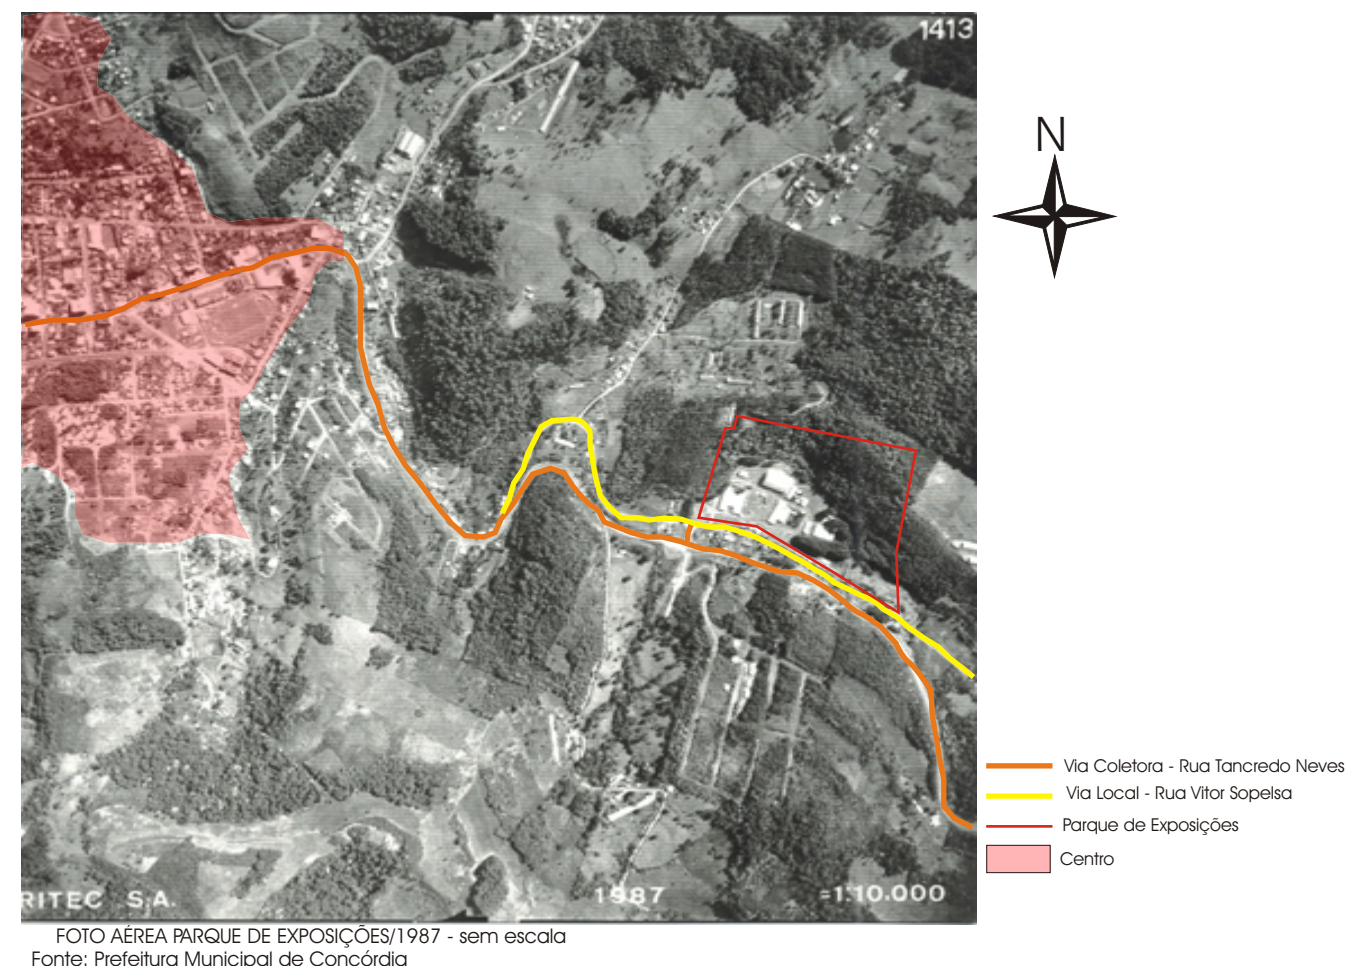 1413
N
Via Coletora - Rua Tancredo Neves
Via Local - Rua Vitor Sopelsa
Parque de Exposições
Centro
RITEC S.A.
1987
=1:10.000
FOTO AÉREA PARQUE DE EXPOSIÇÕES/1987 - sem escala
Fonte: Prefeitura Municipal de Concórdia